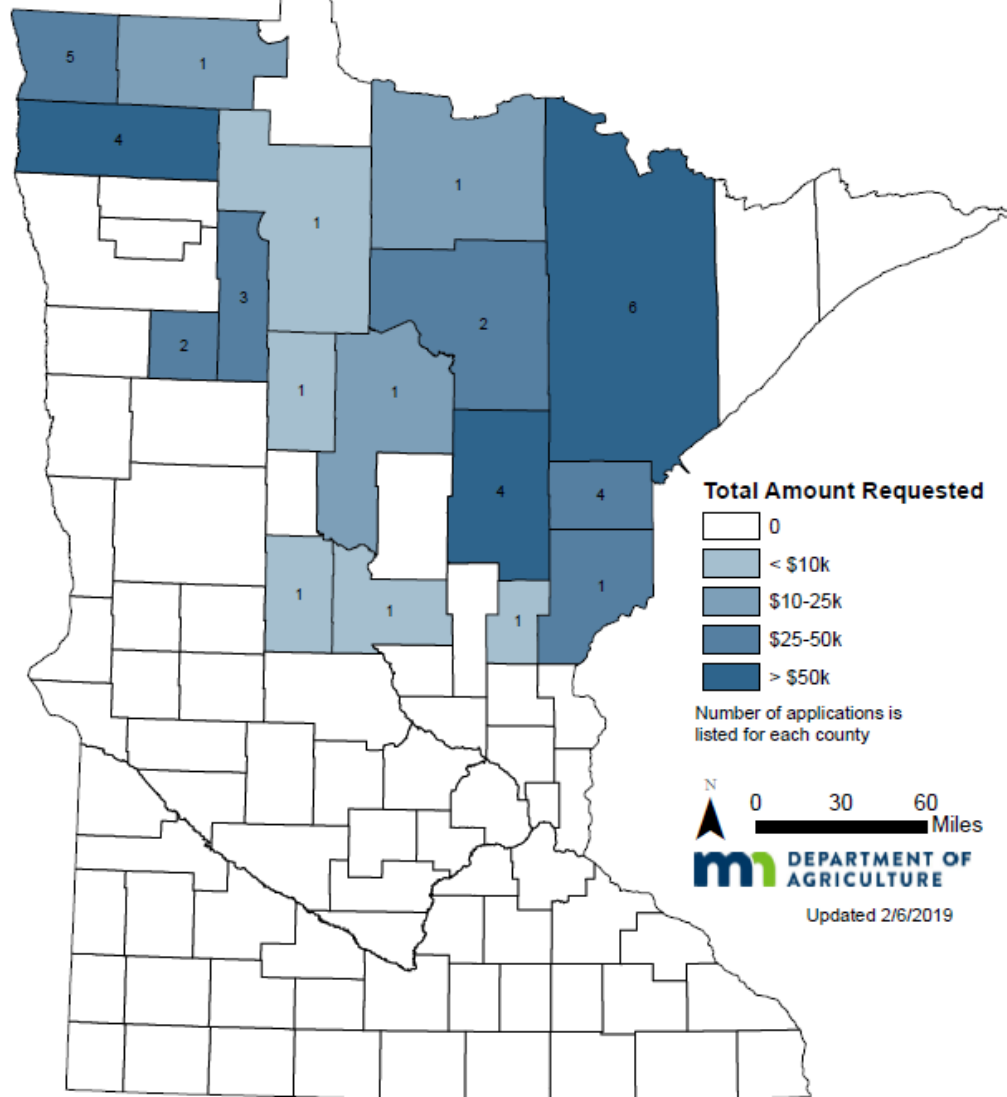 5
1
4
1
1
3
2
6
2
1
1
4
4
1
1
1
1
Total Amount Requested
0
< $10k
$10-25k
$25-50k
> $50k
Number of applications is
listed for each county
N
0 30 60
Miles
mn DEPARTMENT OF
AGRICULTURE
Updated 2/6/2019